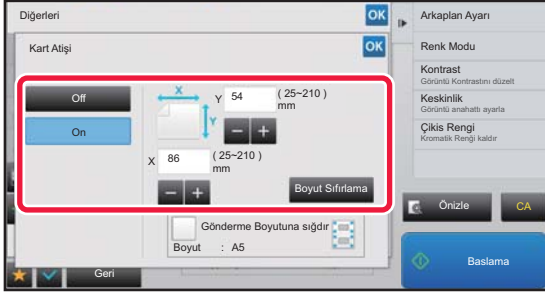 Diğerleri
OK
Kart Atişi
OK
Off
On
X
Y
Y 54 ( 25~210 )
mm
X 86 ( 25~210 )
mm
Boyut Sıfırlama
Gönderme Boyutuna sığdır
Boyut : A5
Geri
Arkaplan Ayarı
Renk Modu
Kontrast
Görüntü Kontrastını düzelt
Keskinlik
Görüntü anahattı ayarla
Çikis Rengi
Kromatik Renği kaldır
Önizle
CA
Baslama